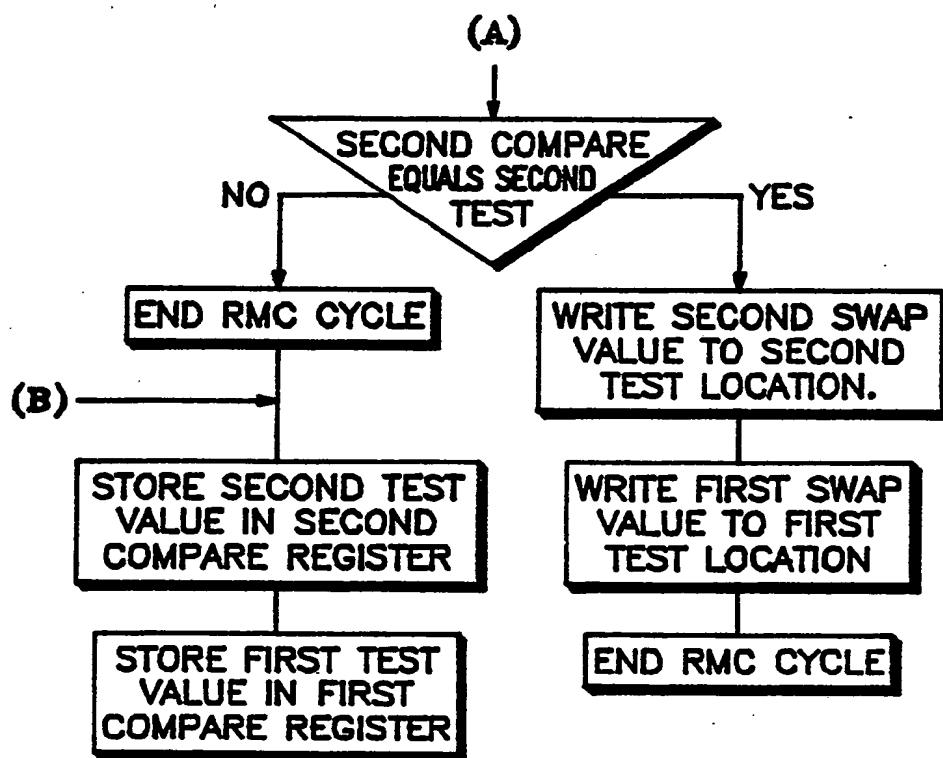 (A)
SECOND COMPARE
EQUALS SECOND
TEST
NO
YES
END RMC CYCLE
WRITE SECOND SWAP
VALUE TO SECOND
TEST LOCATION.
(B)
STORE SECOND TEST
VALUE IN SECOND
COMPARE REGISTER
WRITE FIRST SWAP
VALUE TO FIRST
TEST LOCATION
STORE FIRST TEST
VALUE IN FIRST
COMPARE REGISTER
END RMC CYCLE